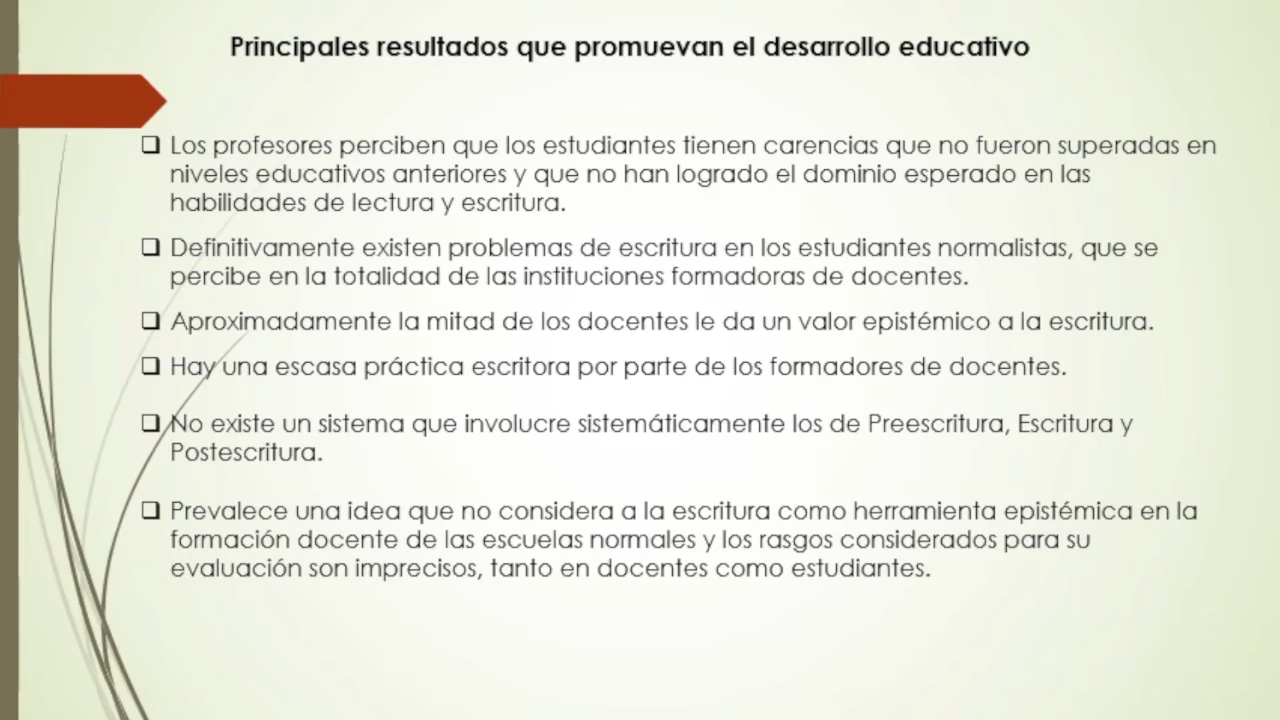 Principales resultados que promuevan el desarrollo educativo
Los profesores perciben que los estudiantes tienen carencias que no fueron superadas en
niveles educativos anteriores y que no han logrado el dominio esperado en las
habilidades de lectura y escritura.
Definitivamente existen problemas de escritura en los estudiantes normalistas, que se
percibe en la totalidad de las instituciones formadoras de docentes.
Aproximadamente la mitad de los docentes le da un valor epistémico a la escritura.
Hay una escasa práctica escritora por parte de los formadores de docentes.
No existe un sistema que involucre sistemáticamente los de Preescritura, Escritura y
Postescritura.
Prevalece una idea que no considera a la escritura como herramienta epistémica en la
formación docente de las escuelas normales y los rasgos considerados para su
evaluación son imprecisos, tanto en docentes como estudiantes.